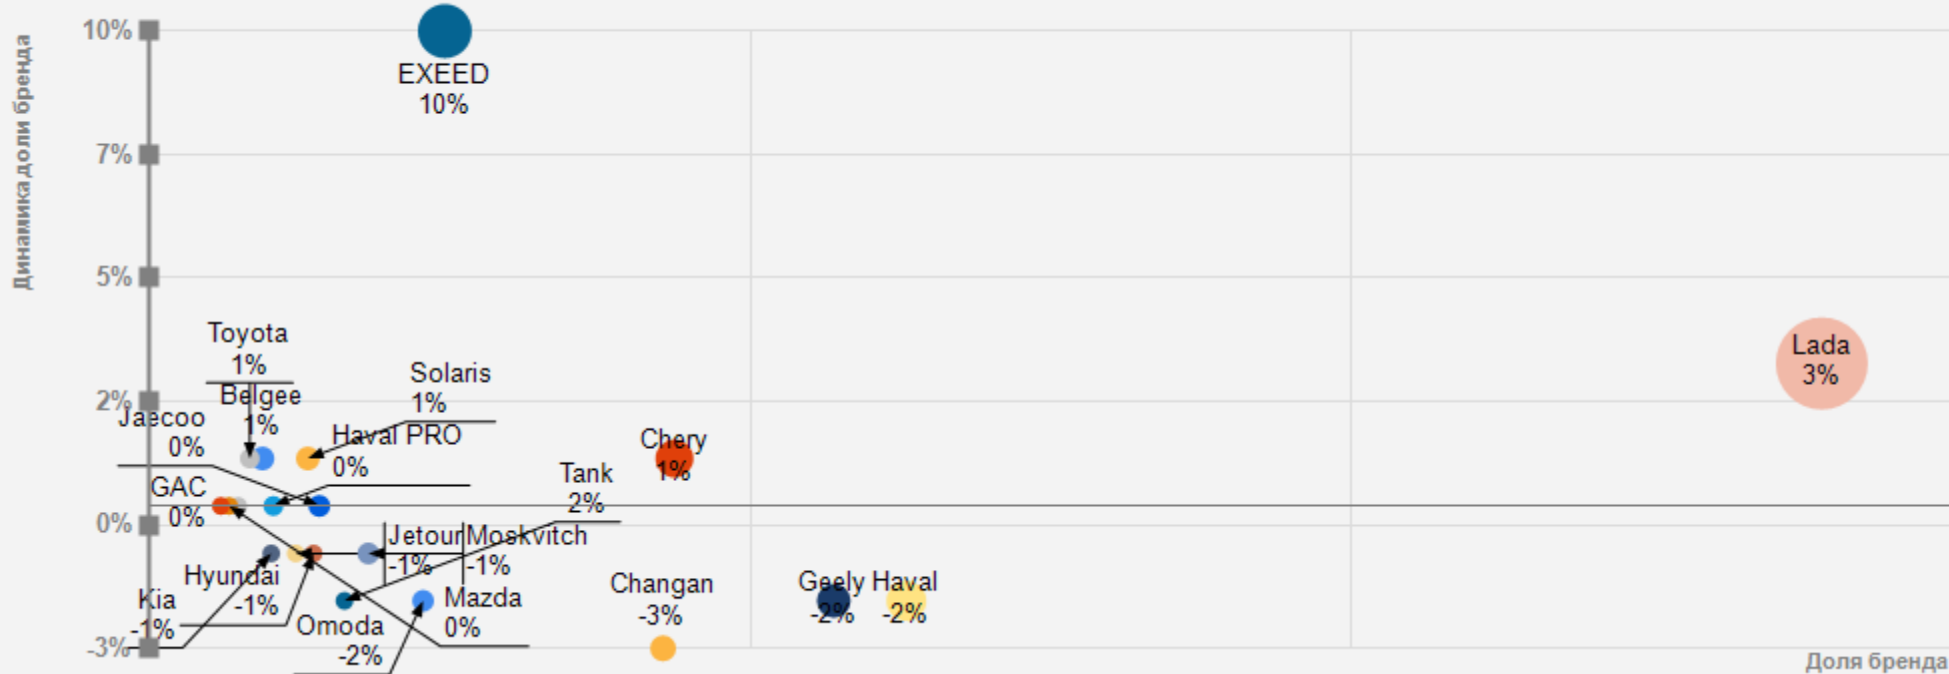 Динамика доли бренда
10%
7%
5%
2%
0%
-3%
EXEED
10%
Lada
3%
Toyota
1%
Solaris
1%
Belgee
1%
Jaecoo
0%
Haval PRO
0%
Chery
1%
Tank
2%
GAC
0%
Jetour
-1%
Moskvitch
-1%
Hyundai
-1%
Kia
-1%
Omoda
-2%
Mazda
0%
Changan
-3%
Geely
-2%
Haval
-2%
Доля бренда